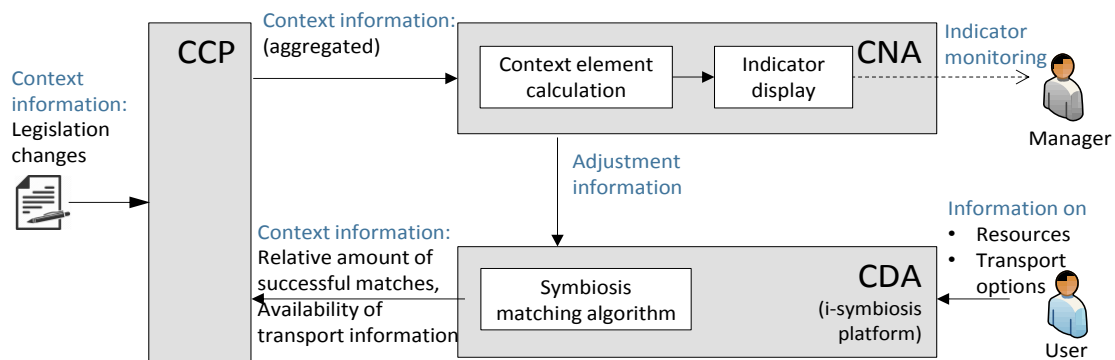 Context
information:
Legislation
changes
CCP
Context information:
(aggregated)
CNA
Context element
calculation
Indicator
display
Indicator
monitoring
Manager
Adjustment
information
Context information:
Relative amount of
successful matches,
Availability of
transport information
CDA
(i-symbiosis
platform)
Symbiosis
matching algorithm
Information on
• Resources
• Transport
options
User